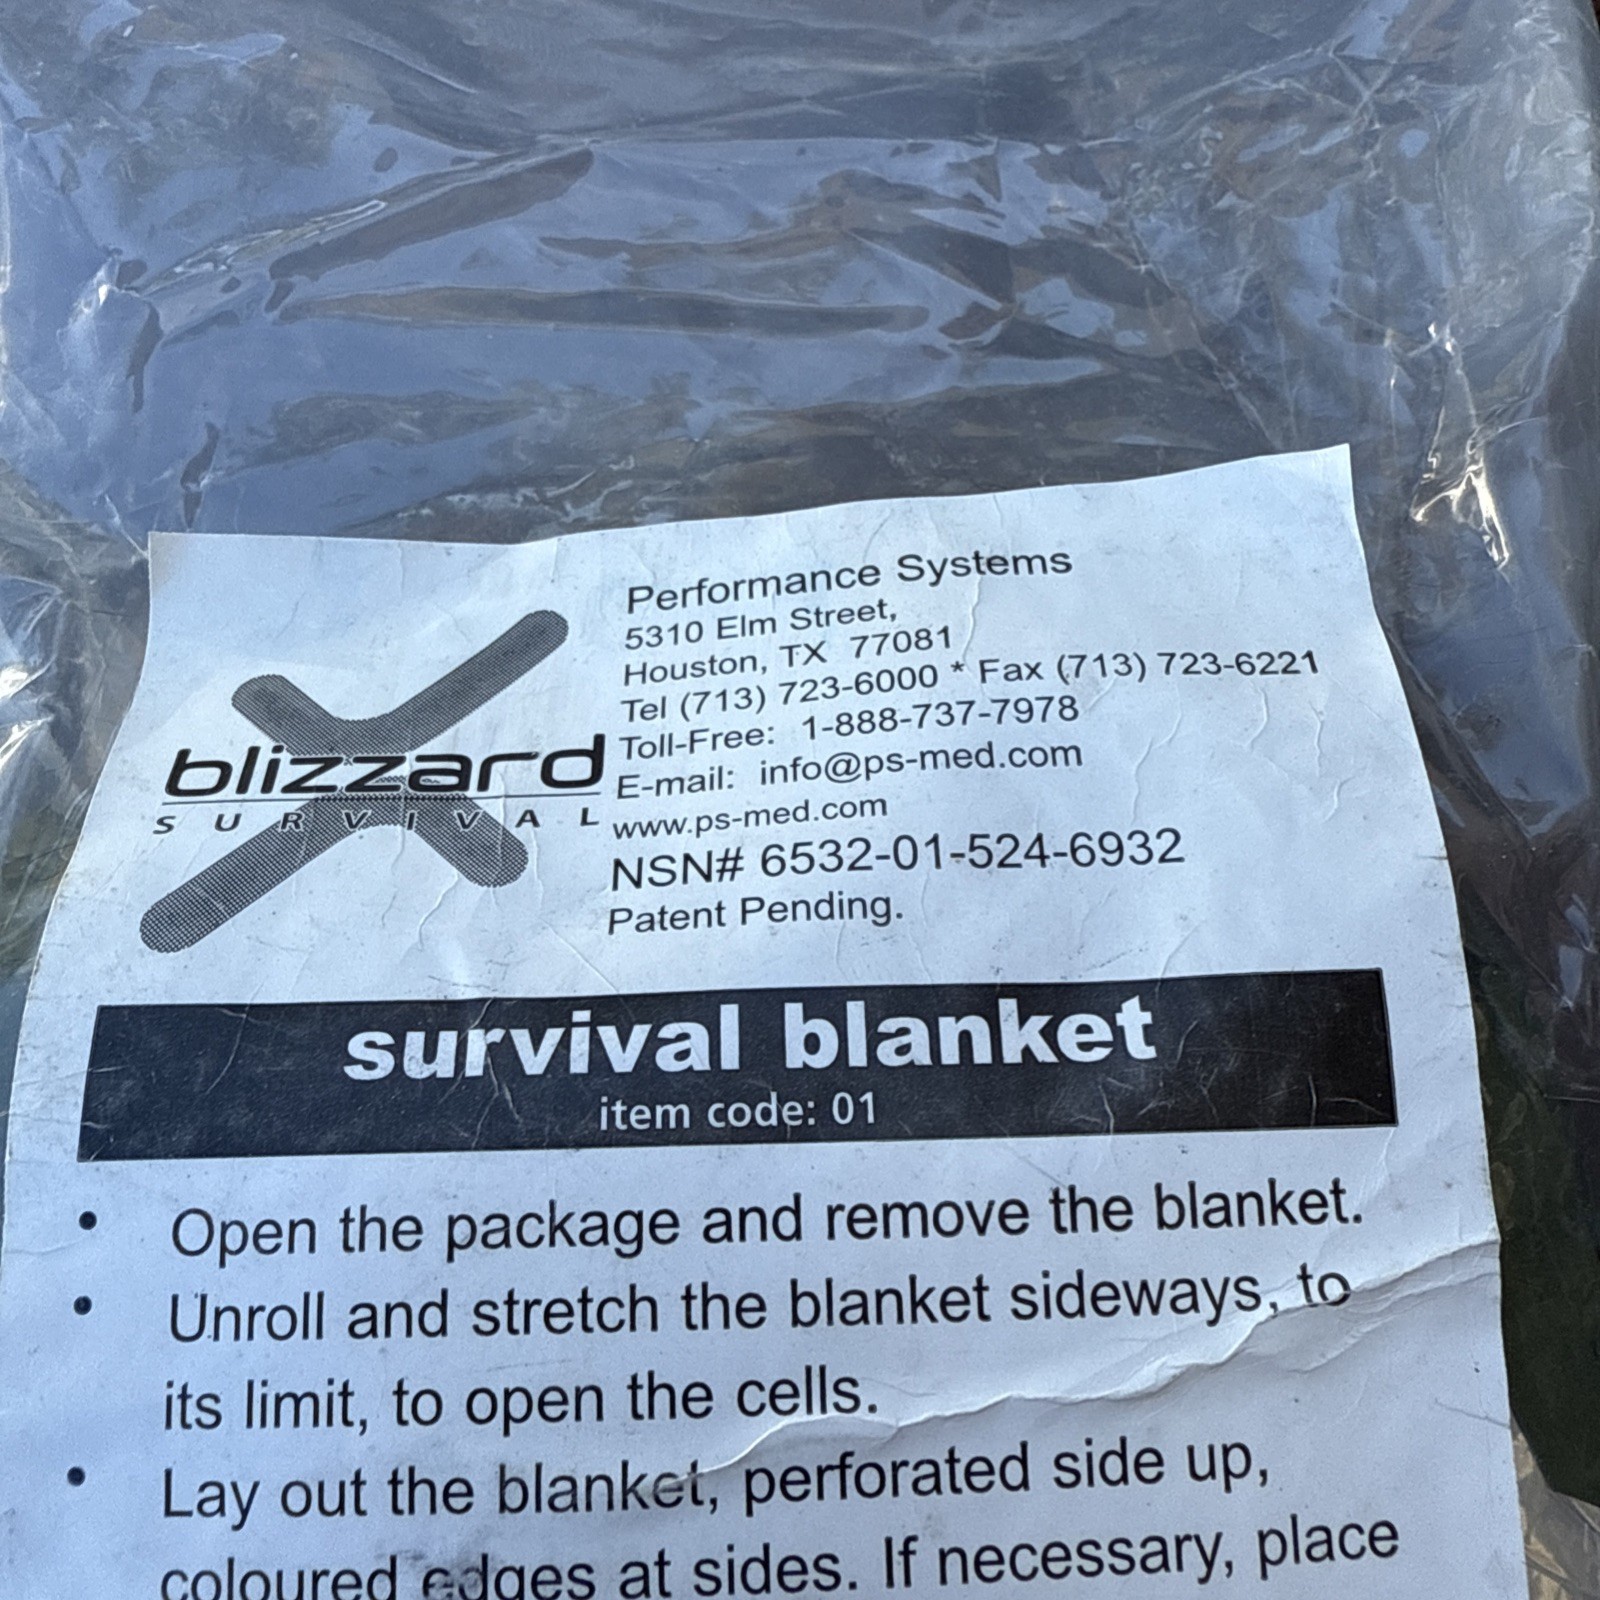 blizzard
SURVIVAL
Performance Systems
5310 Elm Street,
Houston, TX 77081
Tel (713) 723-6000 * Fax (713) 723-6221
Toll-Free: 1-888-737-7978
E-mail: info@ps-med.com
www.ps-med.com
NSN# 6532-01-524-6932
Patent Pending.
survival blanket
item code: 01
• Open the package and remove the blanket.
• Unroll and stretch the blanket sideways, to
its limit, to open the cells.
• Lay out the blanket, perforated side up,
coloured edges at sides. If necessary, place